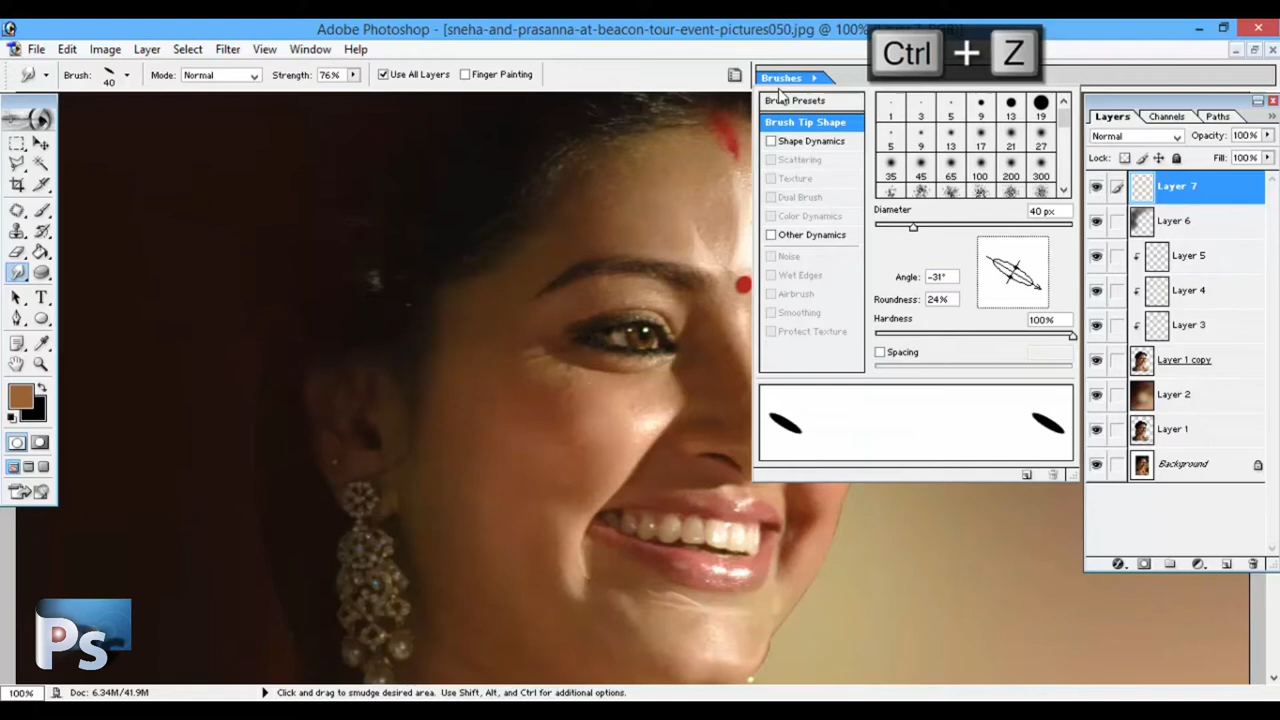 Adobe Photoshop - [sneha-and-prasanna-at-beacon-tour-event-pictures050.jpg @ 100%
Ctrl + Z
File Edit Image Layer Select Filter View Window Help
Brush: 40 Mode: Normal Strength: 76% Use All Layers Finger Painting
Brushes
Brush Presets
Brush Tip Shape
Shape Dynamics
Scattering
Texture
Dual Brush
Color Dynamics
Other Dynamics
Noise
Wet Edges
Airbrush
Smoothing
Protect Texture
1 3 5 9 13 19
5 9 13 17 21 27
35 45 65 100 200 300
Diameter 40 px
Angle: -31°
Roundness: 24%
Hardness 100%
Spacing
Layers Channels Paths
Normal Opacity: 100%
Lock: Fill: 100%
Layer 7
Layer 6
Layer 5
Layer 4
Layer 3
Layer 1 copy
Layer 2
Layer 1
Background
Ps
100% Doc: 6.34M/41.9M Click and drag to smudge desired area. Use Shift, Alt, and Ctrl for additional options.